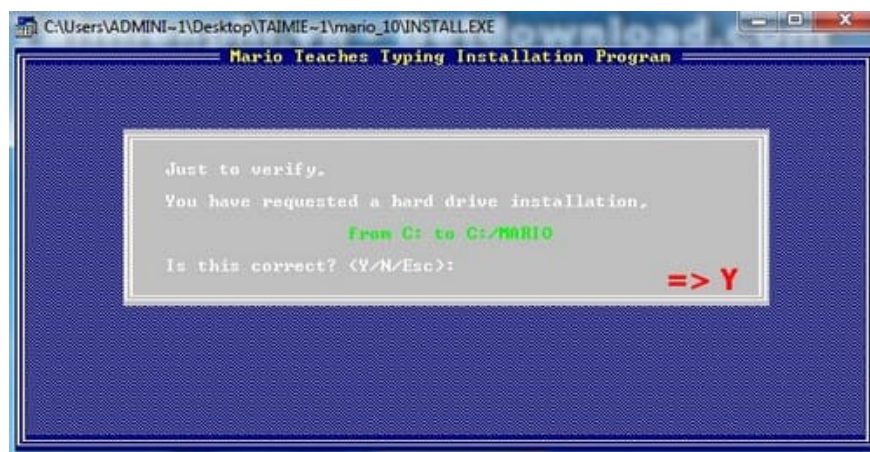 C:\Users\ADMINI~1\Desktop\TAIMIE~1\mario_10\INSTALL.EXE
Mario Teaches Typing Installation Program
Just to verify,
You have requested a hard drive installation,
from C: to C:/MARIO
Is this correct? (Y/N/Esc):
=> Y